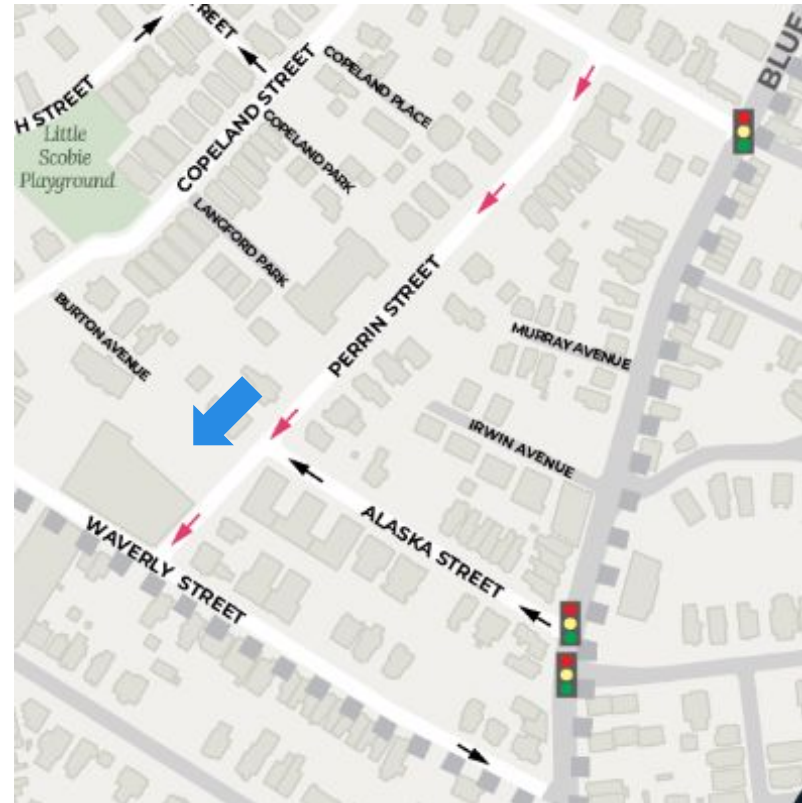 REET
H STREET
COPELAND STREET
COPELAND PLACE
BLUE
Little
Scobie
Playground
COPELAND PARK
LANGFORD PARK
PERRIN STREET
BURTON AVENUE
MURRAY AVENUE
IRWIN AVENUE
ALASKA STREET
WAVERLY STREET